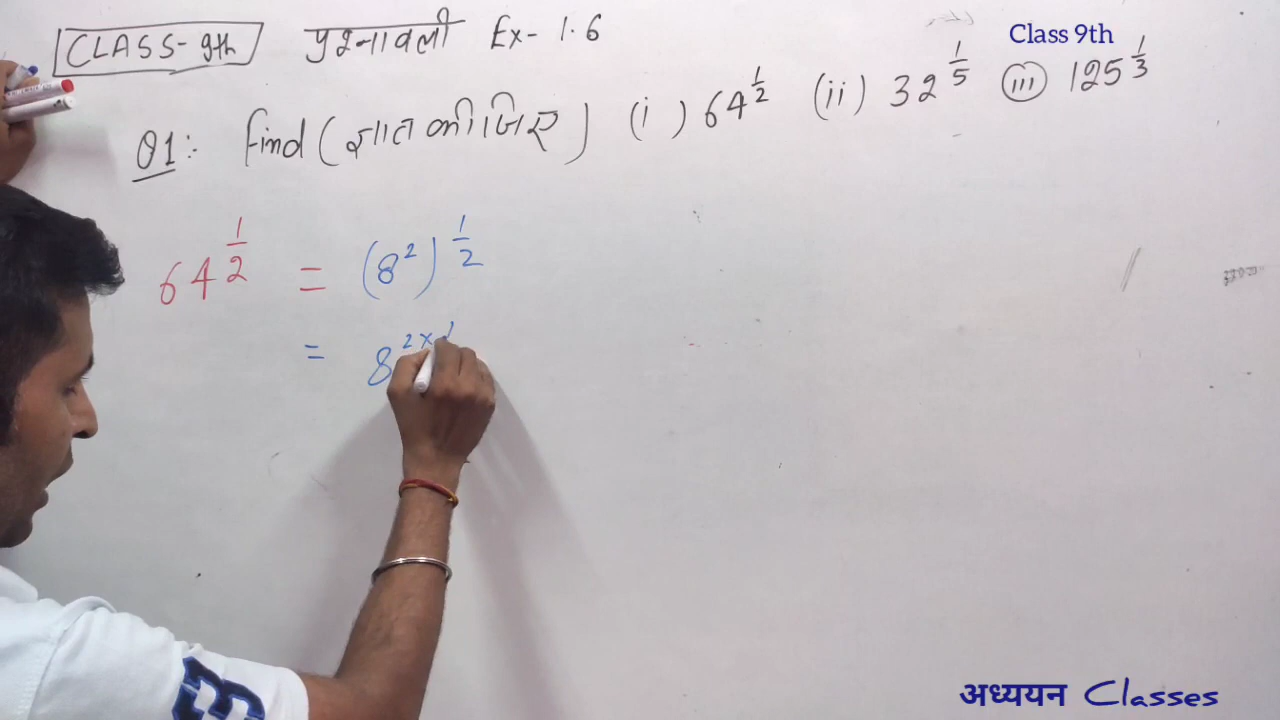 CLASS-9th प्रश्नावली Ex- 1.6
Class 9th
Q1:- Find (ज्ञात कीजिए) (i) 64^1/2 (ii) 32^1/5 (iii) 125^1/3
64^1/2 = (8^2)^1/2
= 8^2×1
अध्ययन Classes